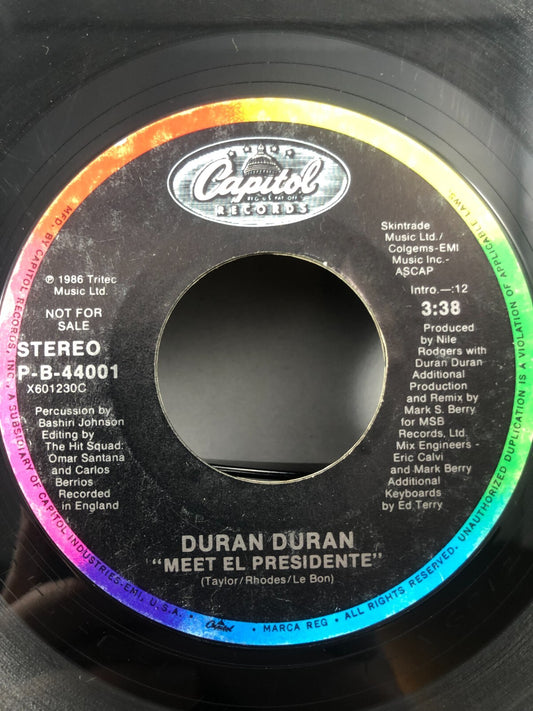 Capitol
RECORDS
℗ 1986 Tritec
Music Ltd.
NOT FOR
SALE
STEREO
P-B-44001
X601230C
Percussion by
Bashiri Johnson
Editing by
The Hit Squad:
Omar Santana
and Carlos
Berrios
Recorded
in England
Skintrade
Music Ltd./
Colgems-EMI
Music Inc.-
ASCAP
Intro.—:12
3:38
Produced
by Nile
Rodgers with
Duran Duran
Additional
Production
and Remix by
Mark S. Berry
for MSB
Records, Ltd.
Mix Engineers -
Eric Calvi
and Mark Berry
Additional
Keyboards
by Ed Terry
DURAN DURAN
"MEET EL PRESIDENTE"
(Taylor/Rhodes/Le Bon)
MFD. BY CAPITOL RECORDS, INC. A SUBSIDIARY OF CAPITOL INDUSTRIES-EMI, U.S.A. • Capitol • MARCA REG • ALL RIGHTS RESERVED. UNAUTHORIZED DUPLICATION IS A VIOLATION OF APPLICABLE LAWS.